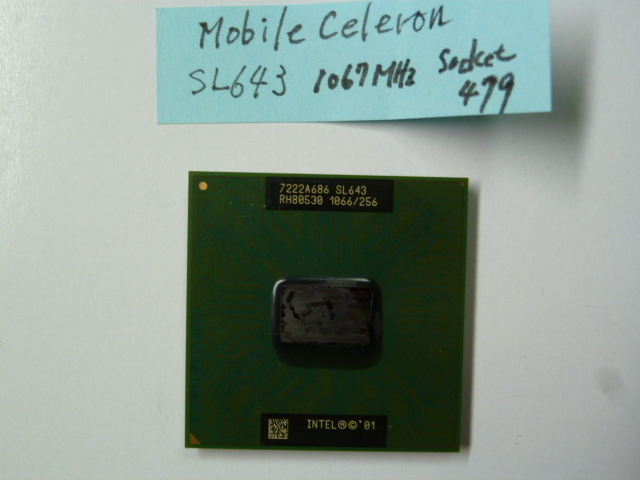 Mobile Celeron
SL643 1067MHz Socket 479
7222A686 SL643
RH80530 1066/256
INTEL®©'01